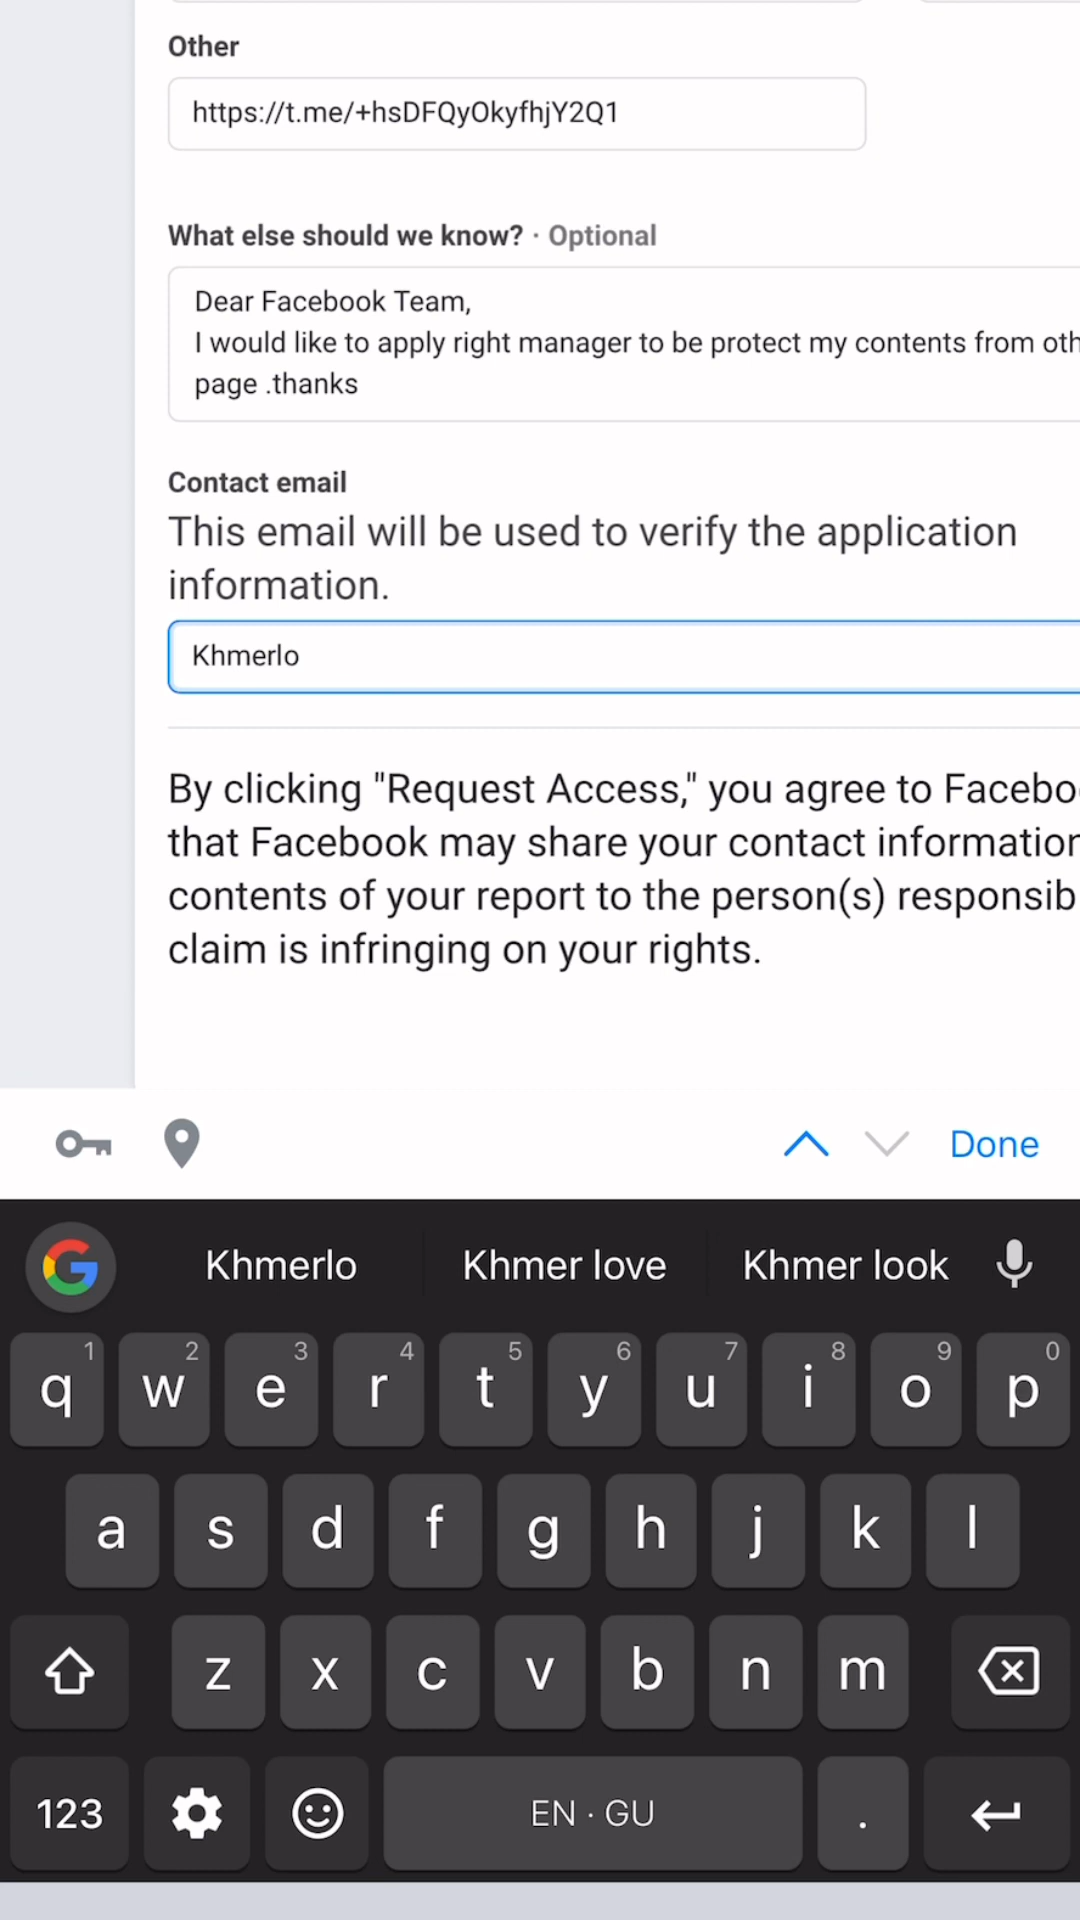 Other
https://t.me/+hsDFQyOkyfhjY2Q1
What else should we know? · Optional
Dear Facebook Team,
I would like to apply right manager to be protect my contents from oth
page .thanks
Contact email
This email will be used to verify the application
information.
Khmerlo
By clicking "Request Access," you agree to Facebo
that Facebook may share your contact information
contents of your report to the person(s) responsib
claim is infringing on your rights.
Done
Khmerlo Khmer love Khmer look
1 2 3 4 5 6 7 8 9 0
q w e r t y u i o p
a s d f g h j k l
z x c v b n m
123 EN · GU .